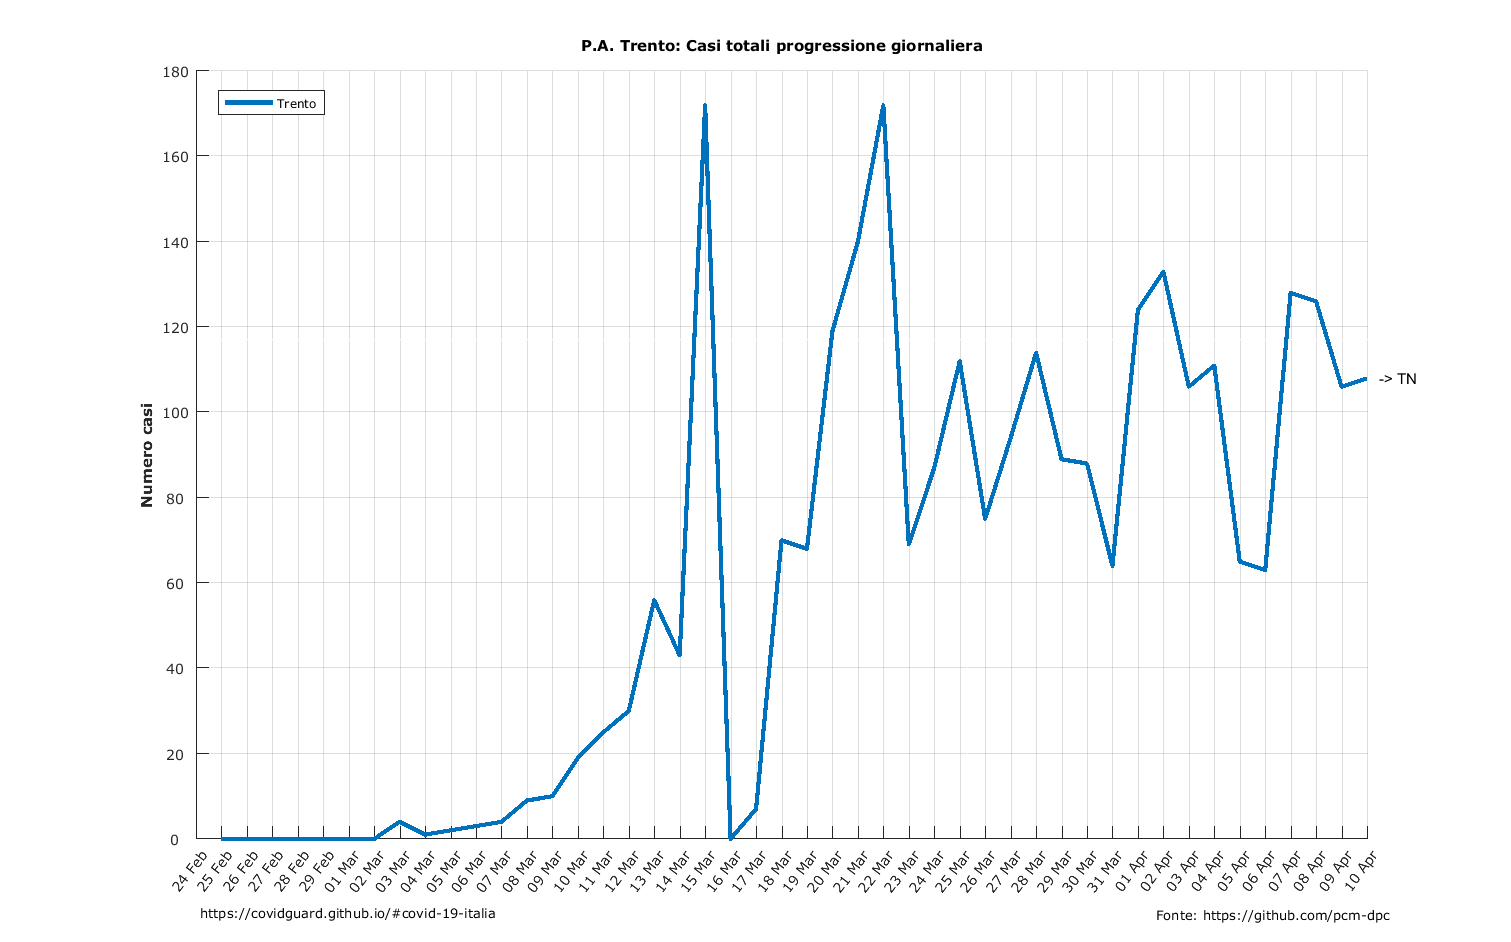 P.A. Trento: Casi totali progressione giornaliera
Trento
Numero casi
180
160
140
120
100
80
60
40
20
0
-> TN
24 Feb
25 Feb
26 Feb
27 Feb
28 Feb
29 Feb
01 Mar
02 Mar
03 Mar
04 Mar
05 Mar
06 Mar
07 Mar
08 Mar
09 Mar
10 Mar
11 Mar
12 Mar
13 Mar
14 Mar
15 Mar
16 Mar
17 Mar
18 Mar
19 Mar
20 Mar
21 Mar
22 Mar
23 Mar
24 Mar
25 Mar
26 Mar
27 Mar
28 Mar
29 Mar
30 Mar
31 Mar
01 Apr
02 Apr
03 Apr
04 Apr
05 Apr
06 Apr
07 Apr
08 Apr
09 Apr
10 Apr
https://covidguard.github.io/#covid-19-italia
Fonte: https://github.com/pcm-dpc